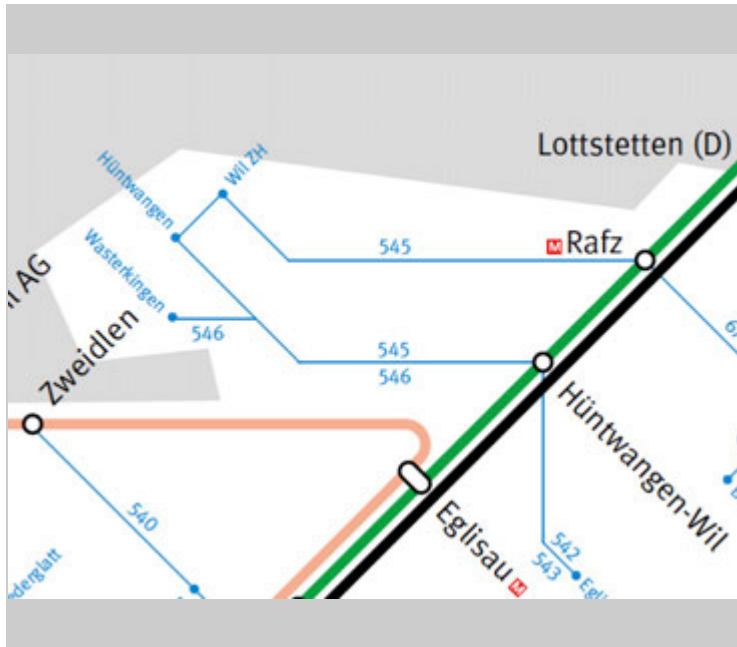 Lottstetten (D)
Wil ZH
Hüntwangen
M Rafz
545
Wasterkingen
AG
546
Zweidlen
545
546
Hüntwangen-Wil
540
Eglisau M
542
543